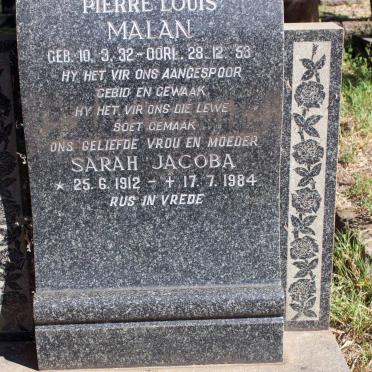 PIERRE LOUIS
MALAN
GEB. 10. 3. 32 - OORL. 28. 12. 53
HY HET VIR ONS AANGESPOOR
GEBID EN GEWAAK
HY HET VIR ONS DIE LEWE
SOET GEMAAK...
ONS GELIEFDE VROU EN MOEDER
SARAH JACOBA
* 25. 6. 1912 - + 17. 7. 1984
RUS IN VREDE